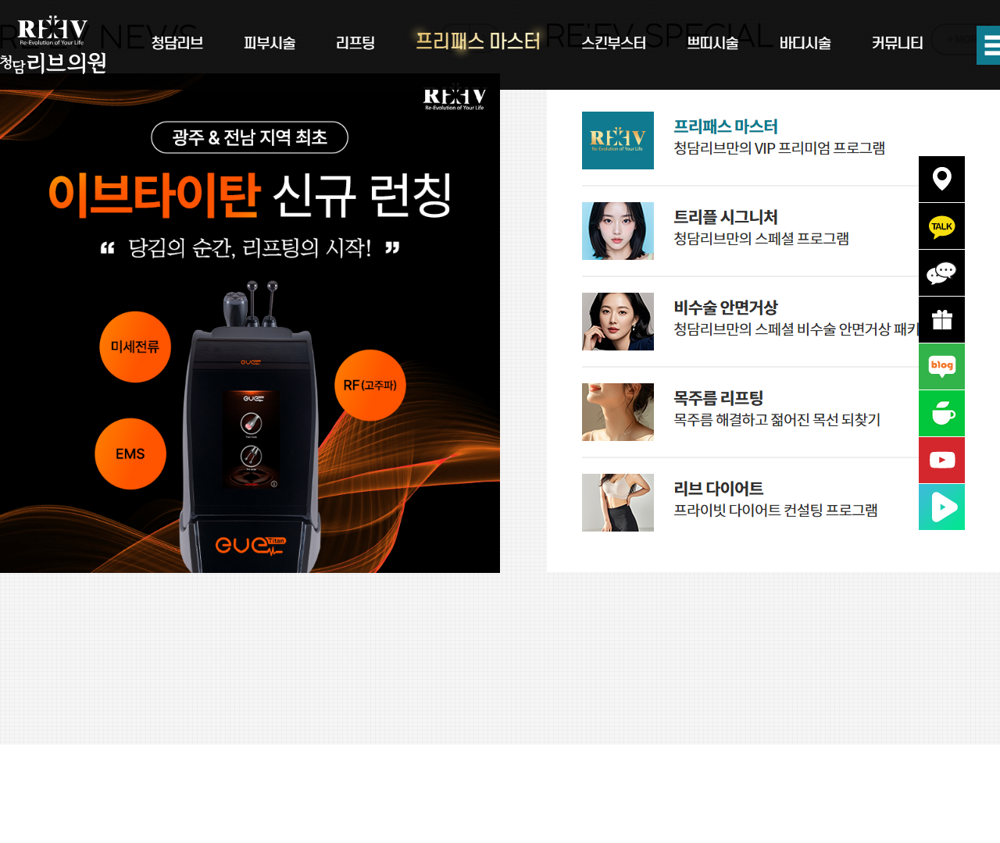 REEV
Re-Evolution of Your Life
청담리브의원
청담리브
피부시술
리프팅
프리패스 마스터
스킨부스터
쁘띠시술
바디시술
커뮤니티
RE'EV NEWS
RE'EV SPECIAL
REEV
Re-Evolution of Your Life
광주 & 전남 지역 최초
이브타이탄 신규 런칭
“ 당김의 순간, 리프팅의 시작! ”
미세전류
RF(고주파)
EMS
eve
eve
eve Titan
REEV
Re-Evolution of Your Life
프리패스 마스터
청담리브만의 VIP 프리미엄 프로그램
트리플 시그니처
청담리브만의 스페셜 프로그램
비수술 안면거상
청담리브만의 스페셜 비수술 안면거상 패키
목주름 리프팅
목주름 해결하고 젊어진 목선 되찾기
리브 다이어트
프라이빗 다이어트 컨설팅 프로그램
TALK
blog